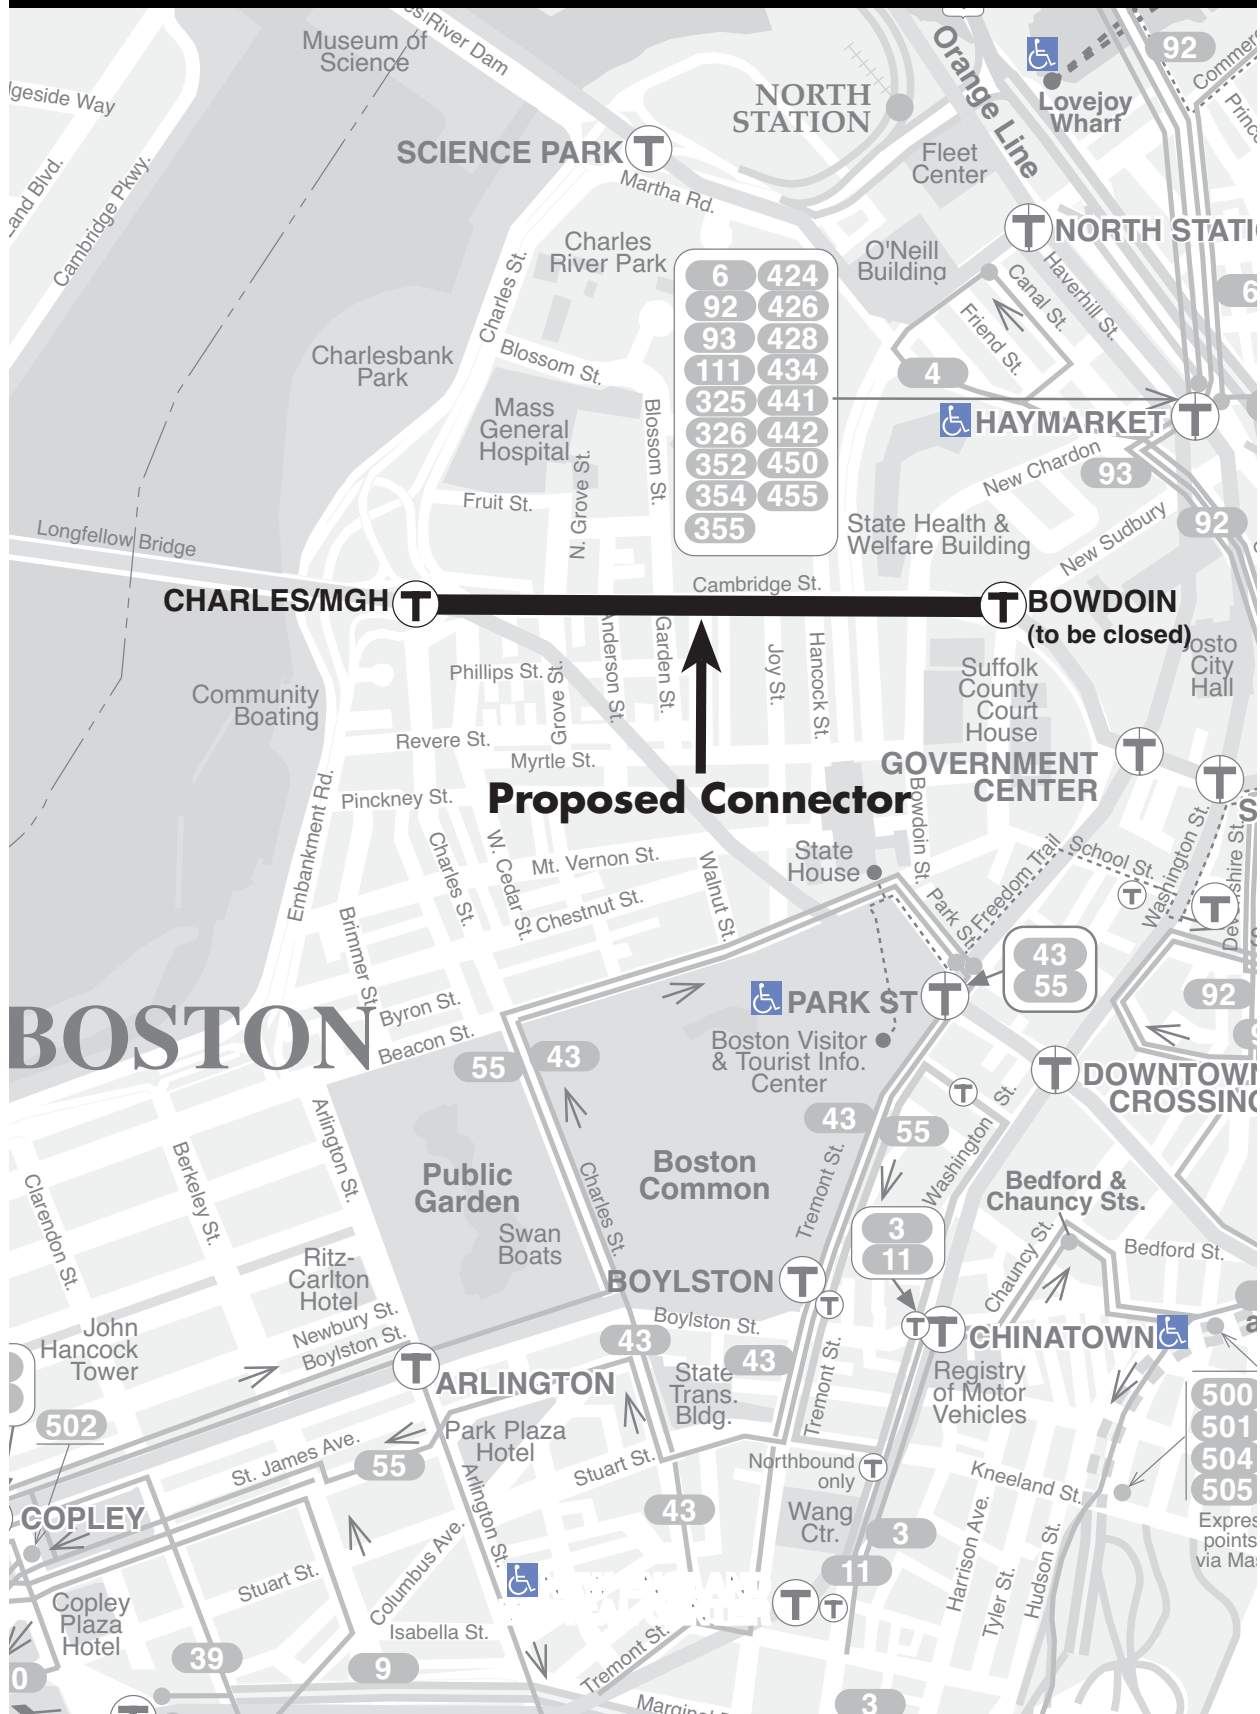 Museum of
Science
River Dam
Orange Line
92
Lovejoy
Wharf
NORTH
STATION
Cambridge Pkwy.
SCIENCE PARK
T
Martha Rd.
Fleet
Center
T
NORTH
Charles
River Park
O'Neill
Building
Charles St.
6 424
92 426
93 428
111 434
325 441
326 442
352 450
354 455
355
Canal St.
Haverhill St.
Friend St.
4
Charlesbank
Park
Blossom St.
Blossom St.
Mass
General
Hospital
HAYMARKET
T
New Chardon
93
Fruit St.
N. Grove St.
State Health &
Welfare Building
New Sudbury
92
Longfellow Bridge
Cambridge St.
CHARLES/MGH
T
T
BOWDOIN
(to be closed)
City
Hall
Phillips St.
Grove St.
Anderson St.
Garden St.
Joy St.
Hancock St.
Suffolk
County
Court
House
Community
Boating
Revere St.
Myrtle St.
GOVERNMENT
CENTER
T
T
Proposed Connector
Pinckney St.
Embankment Rd.
Charles St.
W. Cedar St.
Mt. Vernon St.
Chestnut St.
Walnut St.
State
House
Bowdoin St.
Park St.
Freedom Trail
School St.
Washington St.
T
T
Brimmer St.
Byron St.
Beacon St.
BOSTON
PARK ST
T
43
55
92
Boston Visitor
& Tourist Info.
Center
55
43
T
DOWNTOWN
CROSSING
T
43
55
Washington St.
Arlington St.
Berkeley St.
Clarendon St.
Public
Garden
Swan
Boats
Charles St.
Boston
Common
Tremont St.
Bedford &
Chauncy Sts.
3
11
Chauncy St.
Bedford St.
Ritz-
Carlton
Hotel
Newbury St.
Boylston St.
BOYLSTON
T
T
Boylston St.
John
Hancock
Tower
43
43
State
Trans.
Bldg.
Tremont St.
T
T
CHINATOWN
Registry
of Motor
Vehicles
T
ARLINGTON
502
500
501
504
505
Park Plaza
Hotel
St. James Ave.
55
Arlington St.
Stuart St.
Northbound
only
T
Kneeland St.
COPLEY
43
Wang
Ctr.
3
11
Harrison Ave.
Tyler St.
Hudson St.
points
Stuart St.
Columbus Ave.
Copley
Plaza
Hotel
Isabella St.
T
T
39
9
Tremont St.
3
T